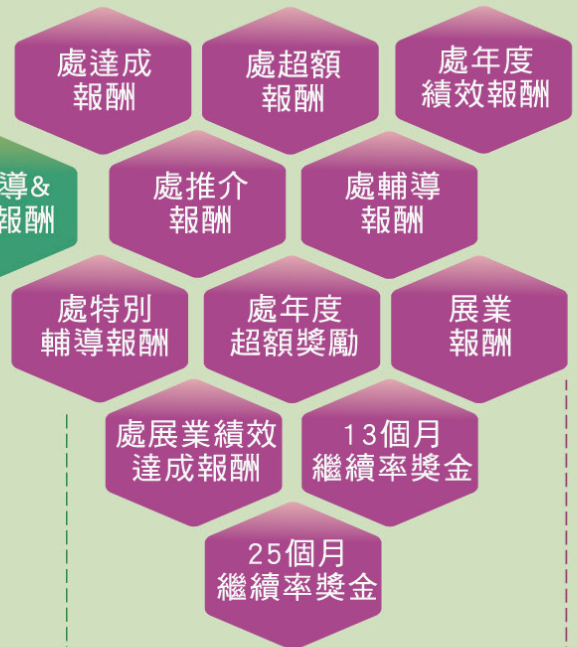 處達成
報酬
處超額
報酬
處年度
績效報酬
導&
報酬
處推介
報酬
處輔導
報酬
處特別
輔導報酬
處年度
超額獎勵
展業
報酬
處展業績效
達成報酬
13個月
繼續率獎金
25個月
繼續率獎金